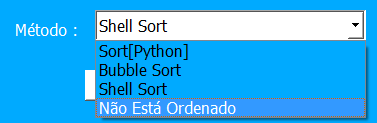 Método : Shell Sort
Sort[Python]
Bubble Sort
Shell Sort
Não Está Ordenado